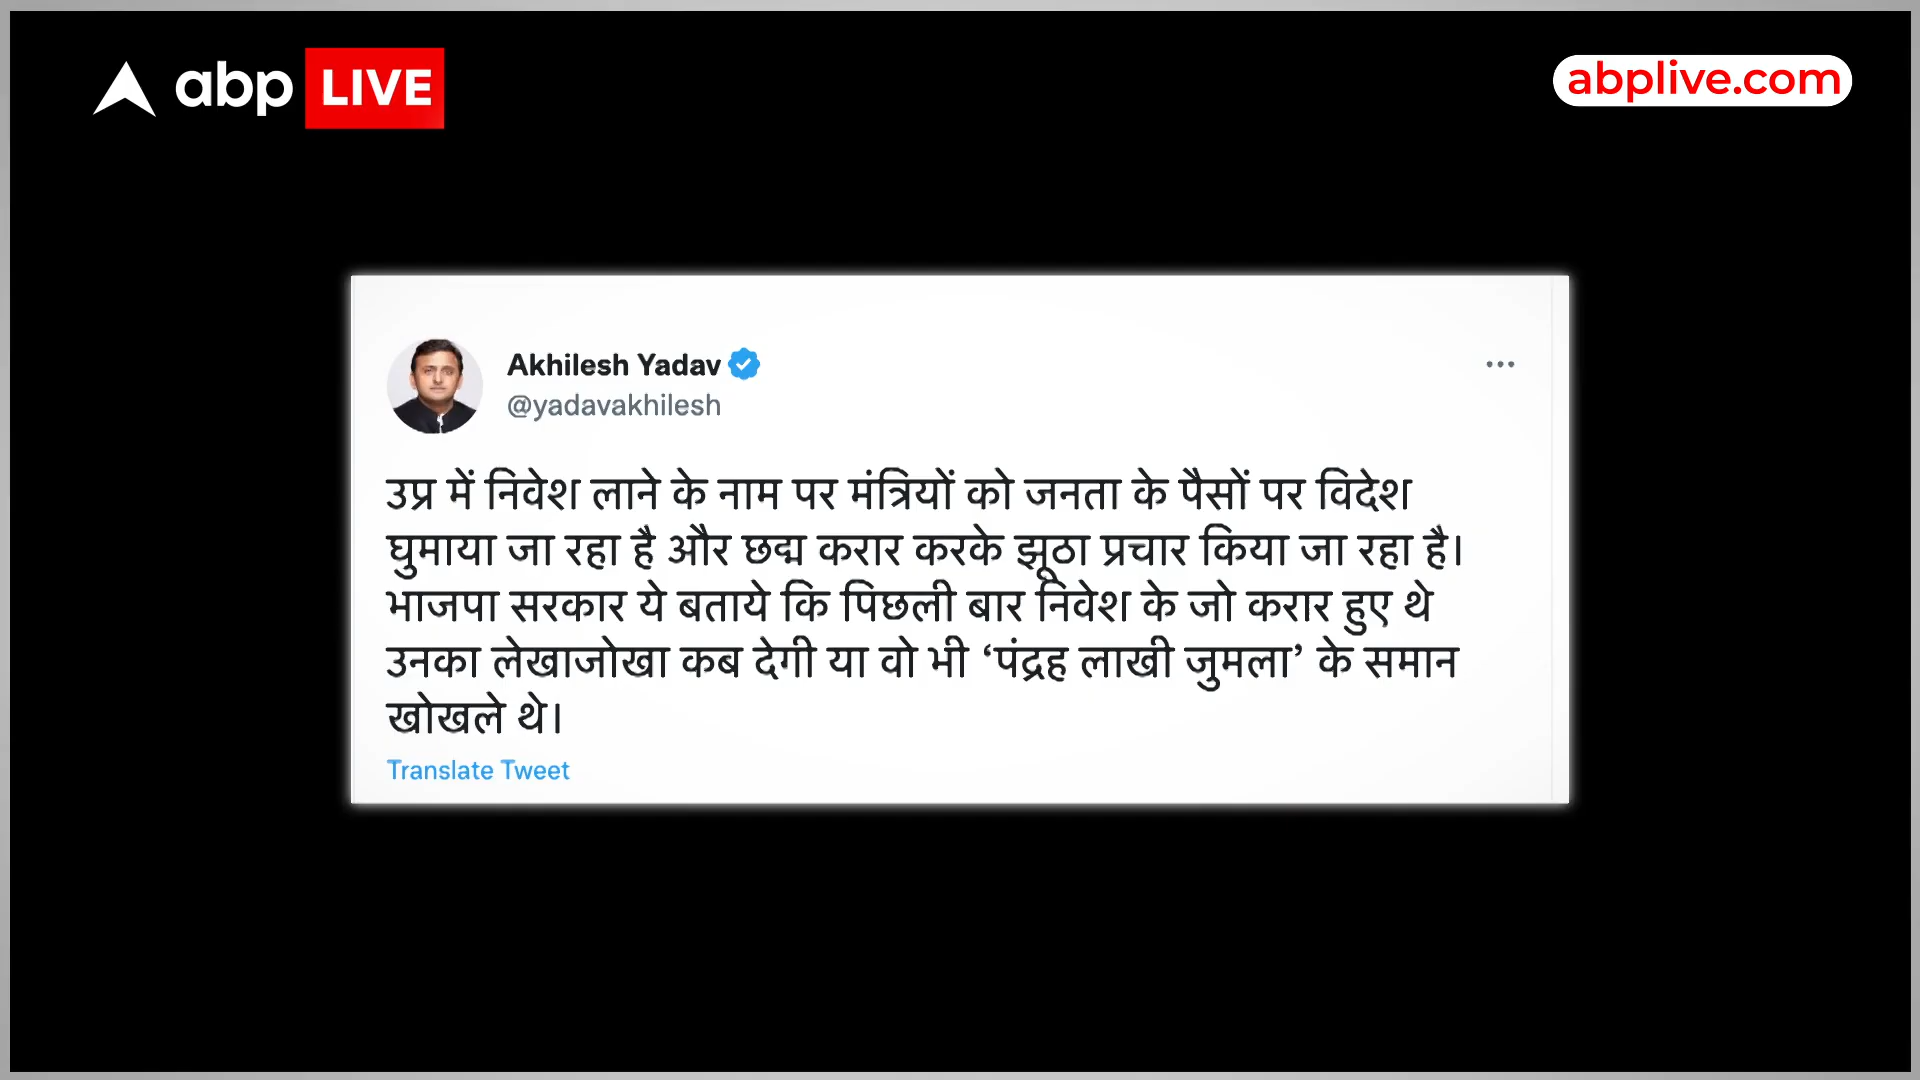 abp LIVE
abplive.com
Akhilesh Yadav
@yadavakhilesh
उप्र में निवेश लाने के नाम पर मंत्रियों को जनता के पैसों पर विदेश
घुमाया जा रहा है और छद्म करार करके झूठा प्रचार किया जा रहा है।
भाजपा सरकार ये बताये कि पिछली बार निवेश के जो करार हुए थे
उनका लेखाजोखा कब देगी या वो भी ‘पंद्रह लाखी जुमला’ के समान
खोखले थे।
Translate Tweet